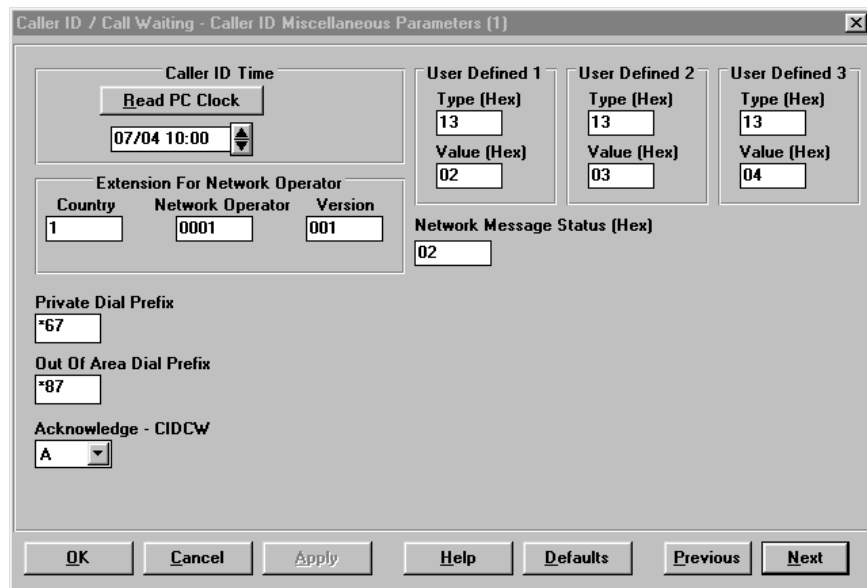 Caller ID / Call Waiting - Caller ID Miscellaneous Parameters (1)
Caller ID Time
Read PC Clock
07/04 10:00
User Defined 1
Type (Hex)
13
Value (Hex)
02
User Defined 2
Type (Hex)
13
Value (Hex)
03
User Defined 3
Type (Hex)
13
Value (Hex)
04
Extension For Network Operator
Country Network Operator Version
1 0001 001
Network Message Status (Hex)
02
Private Dial Prefix
*67
Out Of Area Dial Prefix
*87
Acknowledge - CIDCW
A
OK Cancel Apply Help Defaults Previous Next